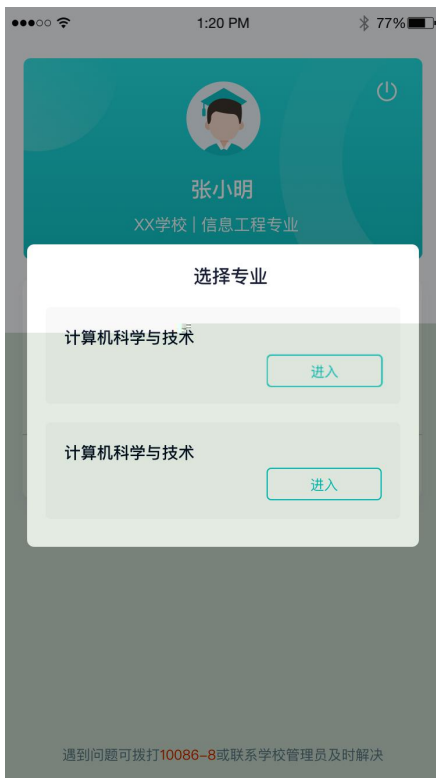 1:20 PM
77%
张小明
XX学校 | 信息工程专业
选择专业
计算机科学与技术
进入
计算机科学与技术
进入
遇到问题可拨打10086-8或联系学校管理员及时解决